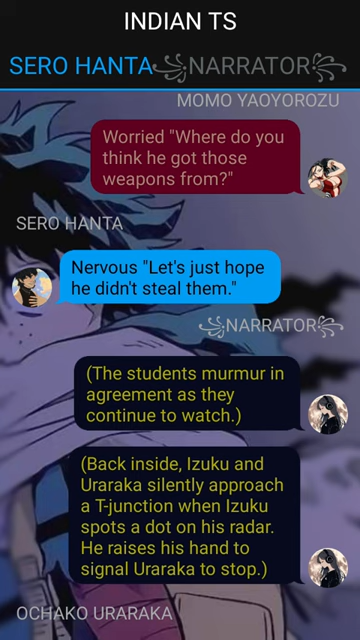 INDIAN TS
SERO HANTA꧁NARRATOR꧂
MOMO YAOYOROZU
Worried "Where do you
think he got those
weapons from?"
SERO HANTA
Nervous "Let's just hope
he didn't steal them."
꧁NARRATOR꧂
(The students murmur in
agreement as they
continue to watch.)
(Back inside, Izuku and
Uraraka silently approach
a T-junction when Izuku
spots a dot on his radar.
He raises his hand to
signal Uraraka to stop.)
OCHAKO URARAKA